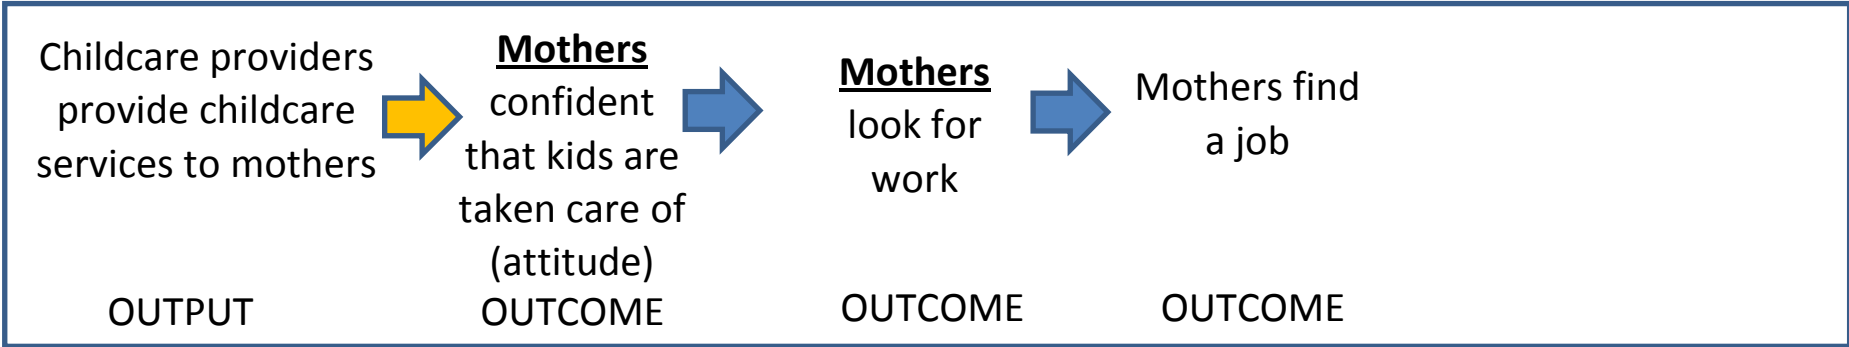 Childcare providers
provide childcare
services to mothers
OUTPUT
Mothers
confident
that kids are
taken care of
(attitude)
OUTCOME
Mothers
look for
work
OUTCOME
Mothers find
a job
OUTCOME